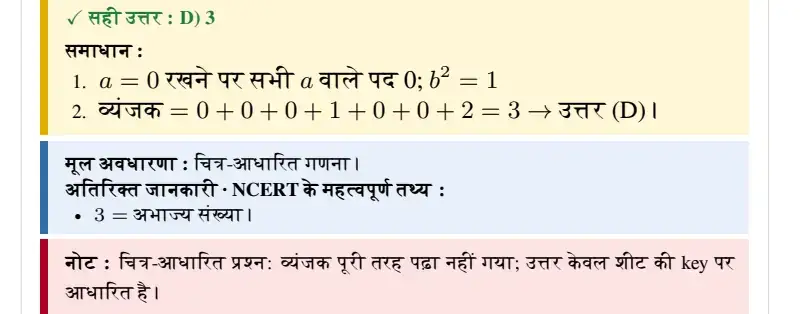 ✓ सही उत्तर : D) 3
समाधान :
1. a = 0 रखने पर सभी a वाले पद 0; b² = 1
2. व्यंजक = 0 + 0 + 0 + 1 + 0 + 0 + 2 = 3 → उत्तर (D)।
मूल अवधारणा : चित्र-आधारित गणना।
अतिरिक्त जानकारी · NCERT के महत्वपूर्ण तथ्य :
• 3 = अभाज्य संख्या।
नोट : चित्र-आधारित प्रश्न: व्यंजक पूरी तरह पढ़ा नहीं गया; उत्तर केवल शीट की key पर
आधारित है।